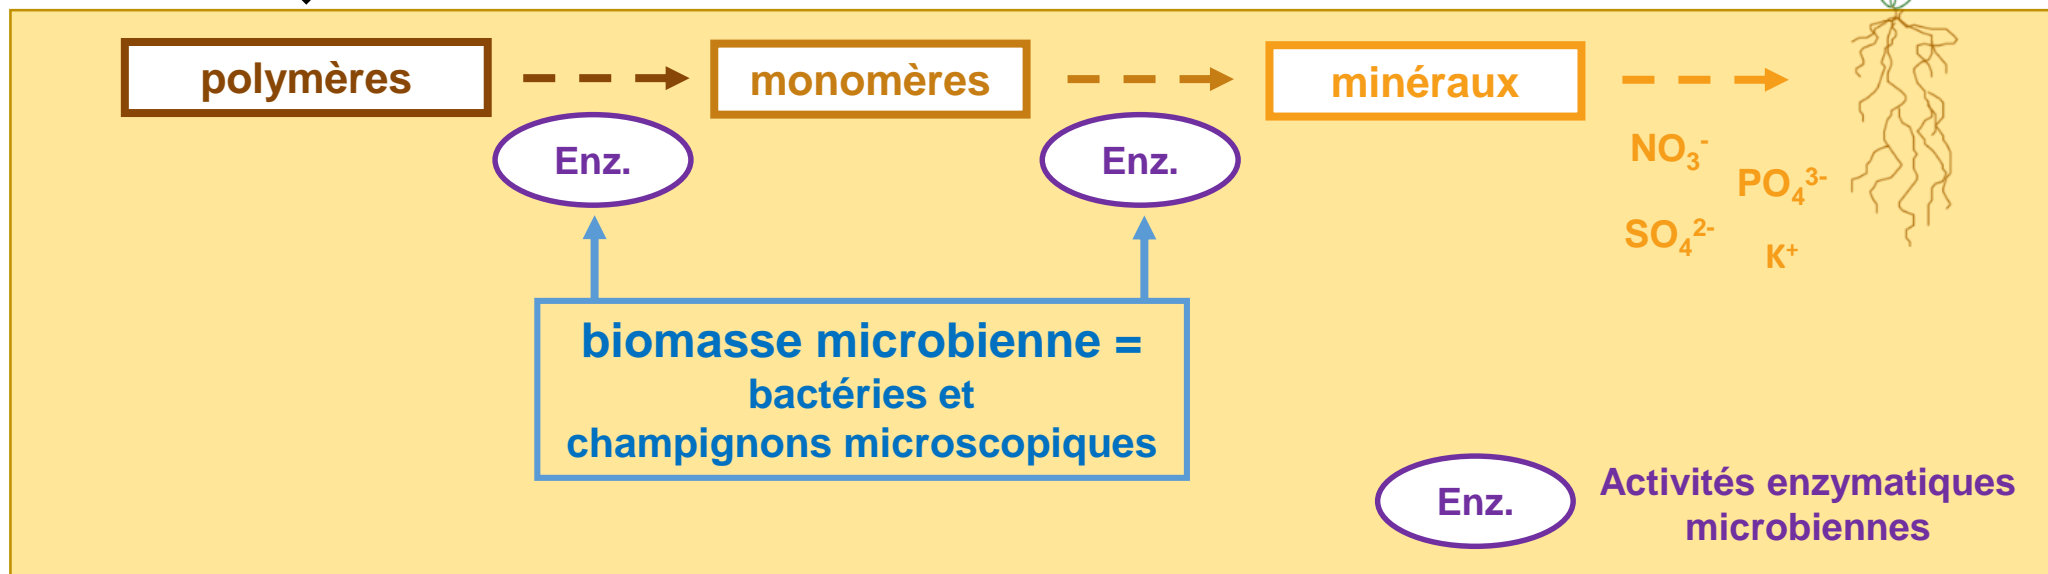 polymères
monomères
minéraux
Enz.
Enz.
NO₃⁻
PO₄³⁻
SO₄²⁻
K⁺
biomasse microbienne =
bactéries et
champignons microscopiques
Enz.
Activités enzymatiques
microbiennes